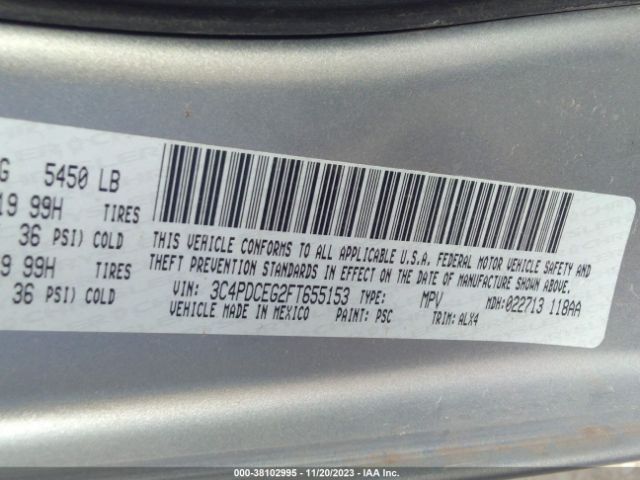 G 5450 LB
19 99H TIRES
36 PSI) COLD
9 99H TIRES
36 PSI) COLD
THIS VEHICLE CONFORMS TO ALL APPLICABLE U.S.A. FEDERAL MOTOR VEHICLE SAFETY AND
THEFT PREVENTION STANDARDS IN EFFECT ON THE DATE OF MANUFACTURE SHOWN ABOVE.
VIN: 3C4PDCEG2FT655153 TYPE: MPV MDH:022713 118AA
VEHICLE MADE IN MEXICO PAINT: PSC TRIM: ALX4
000-38102995 - 11/20/2023 - IAA Inc.